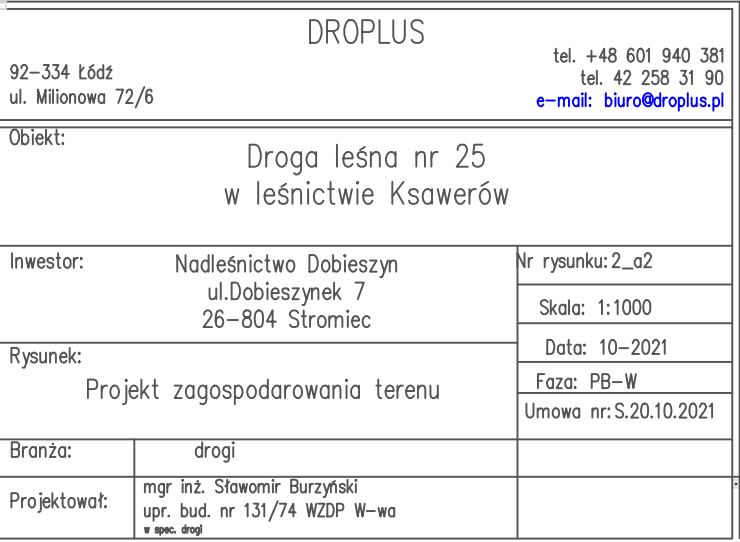 DROPLUS
92-334 Łódź
ul. Milionowa 72/6
tel. +48 601 940 381
tel. 42 258 31 90
e-mail: biuro@droplus.pl
Obiekt:
Droga leśna nr 25
w leśnictwie Ksawerów
Inwestor:
Nadleśnictwo Dobieszyn
ul.Dobieszynek 7
26-804 Stromiec
Nr rysunku: 2_a2
Skala: 1:1000
Data: 10-2021
Faza: PB-W
Umowa nr: S.20.10.2021
Rysunek:
Projekt zagospodarowania terenu
Branża: drogi
Projektował:
mgr inż. Sławomir Burzyński
upr. bud. nr 131/74 WZDP W-wa
w spec. drogi